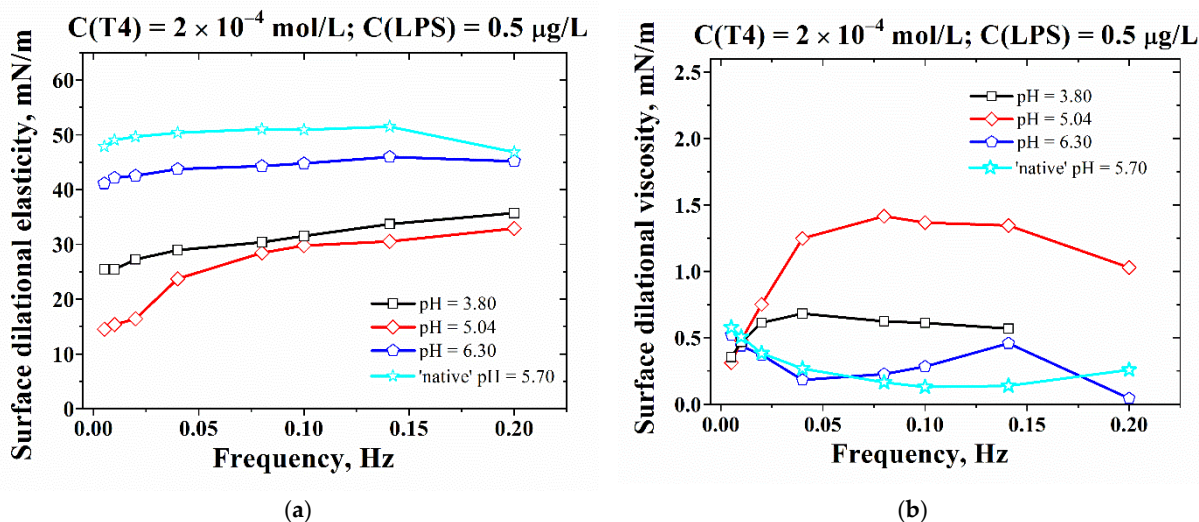 C(T4) = 2 × 10⁻⁴ mol/L; C(LPS) = 0.5 μg/L
Surface dilational elasticity, mN/m
60
50
40
30
20
10
0
pH = 3.80
pH = 5.04
pH = 6.30
'native' pH = 5.70
0.00
0.05
0.10
0.15
0.20
Frequency, Hz
(a)
C(T4) = 2 × 10⁻⁴ mol/L; C(LPS) = 0.5 μg/L
Surface dilational viscosity, mN/m
2.5
2.0
1.5
1.0
0.5
0.0
pH = 3.80
pH = 5.04
pH = 6.30
'native' pH = 5.70
0.00
0.05
0.10
0.15
0.20
Frequency, Hz
(b)